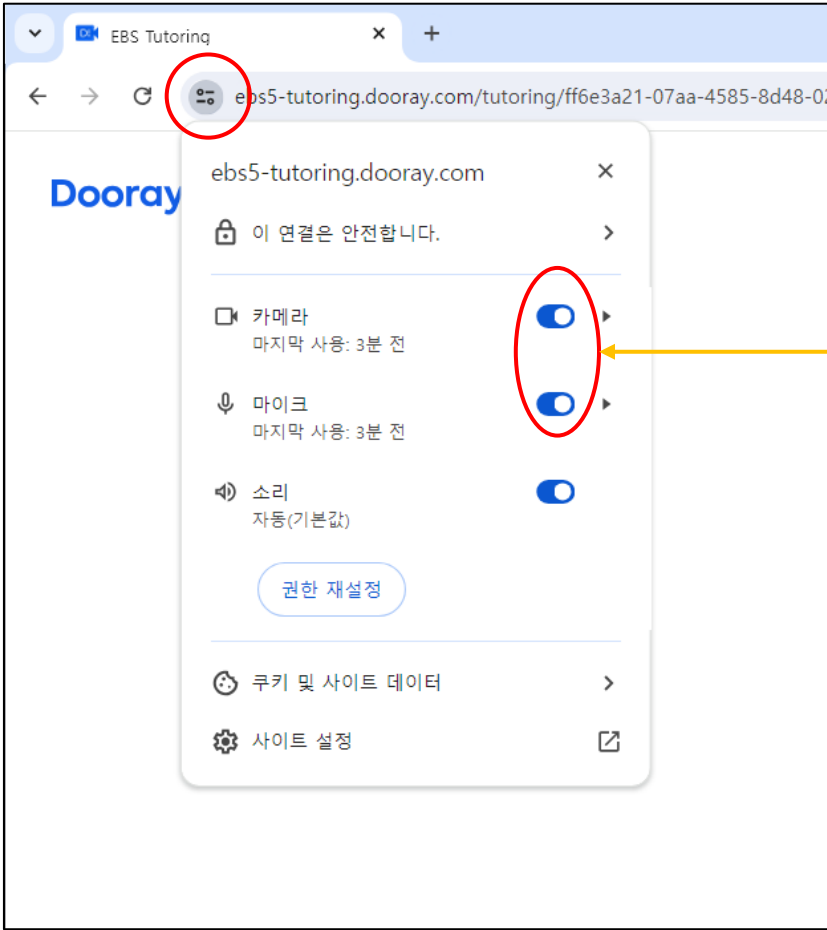 EBS Tutoring
ebs5-tutoring.dooray.com/tutoring/ff6e3a21-07aa-4585-8d48-02
Dooray
ebs5-tutoring.dooray.com
이 연결은 안전합니다.
카메라
마지막 사용: 3분 전
마이크
마지막 사용: 3분 전
소리
자동(기본값)
권한 재설정
쿠키 및 사이트 데이터
사이트 설정